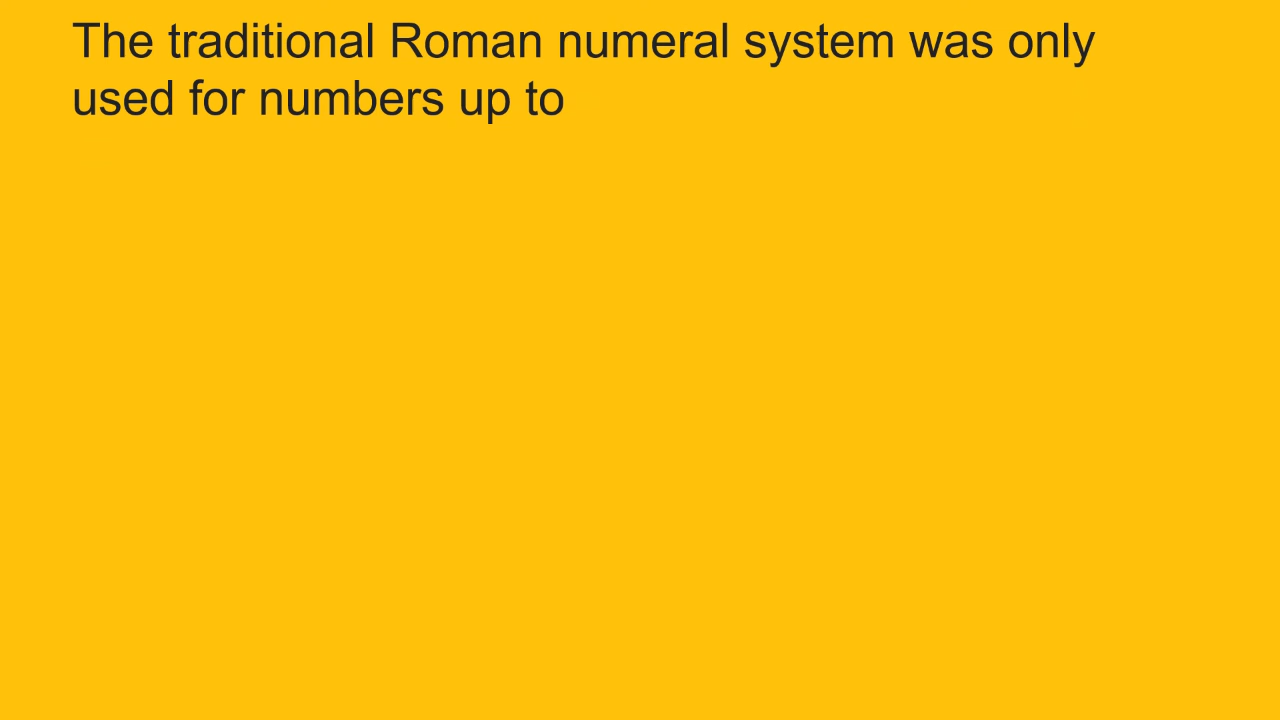 The traditional Roman numeral system was only
used for numbers up to